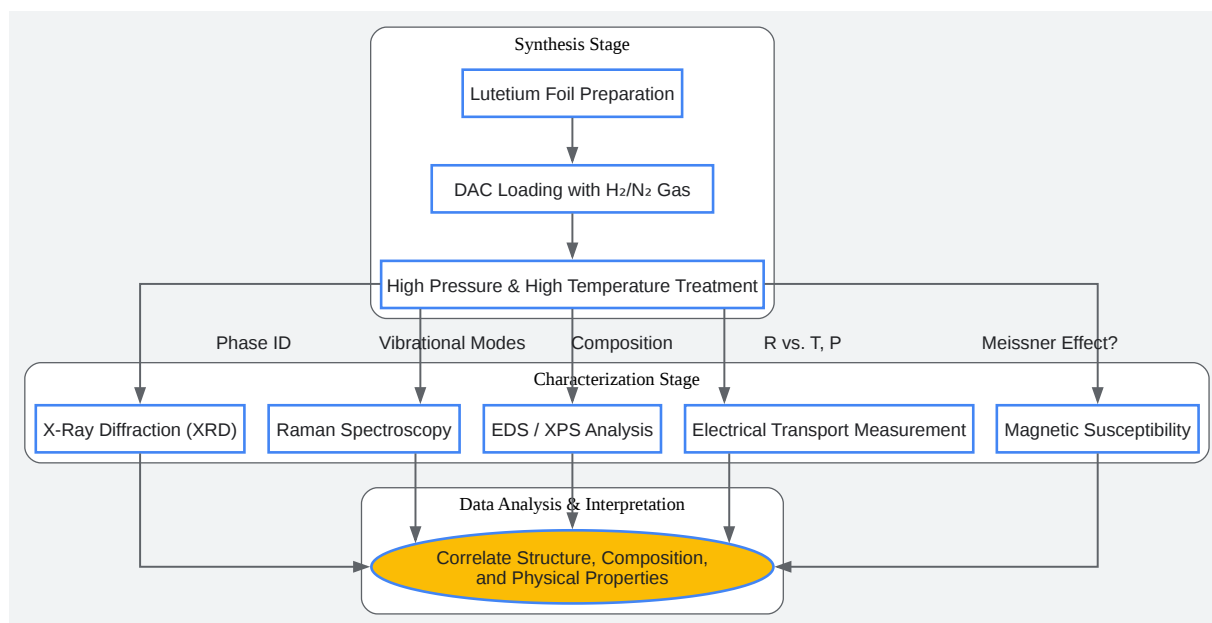 Synthesis Stage
Lutetium Foil Preparation
DAC Loading with H₂/N₂ Gas
High Pressure & High Temperature Treatment
Phase ID
Vibrational Modes
Composition
R vs. T, P
Meissner Effect?
Characterization Stage
X-Ray Diffraction (XRD)
Raman Spectroscopy
EDS / XPS Analysis
Electrical Transport Measurement
Magnetic Susceptibility
Data Analysis & Interpretation
Correlate Structure, Composition,
and Physical Properties